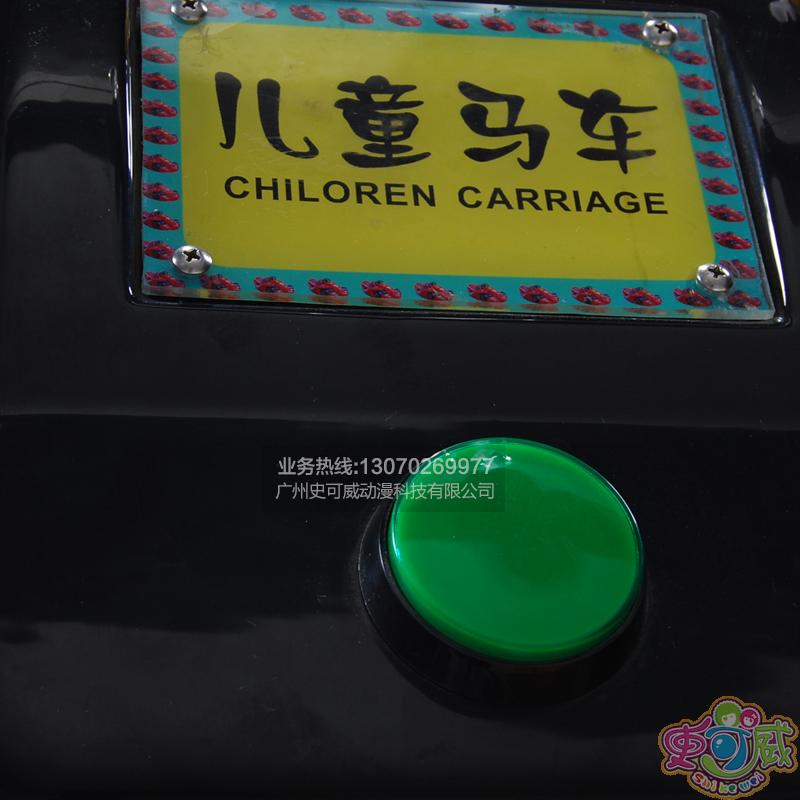 儿童马车
CHiLOREN CARRIAGE
业务热线:13070269977
广州史可威动漫科技有限公司
史可威
Shi ke wei